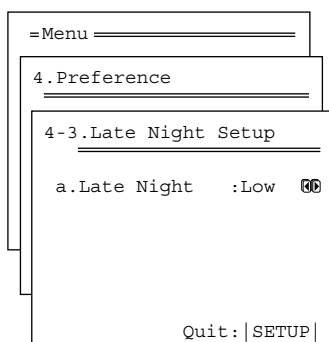 =Menu
4.Preference
4-3.Late Night Setup
a.Late Night :Low
Quit:|SETUP|